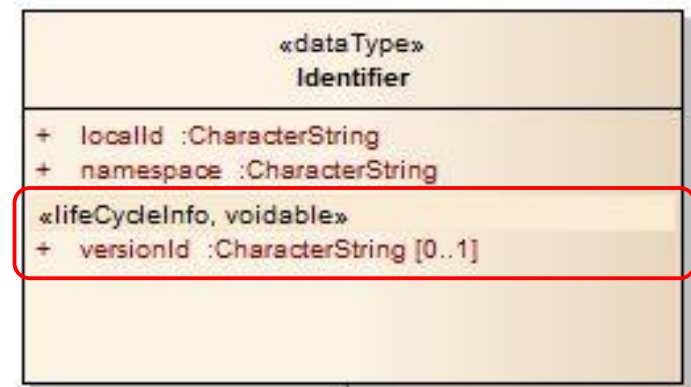 «dataType»
Identifier
+ localId :CharacterString
+ namespace :CharacterString
«lifeCycleInfo, voidable»
+ versionId :CharacterString [0..1]